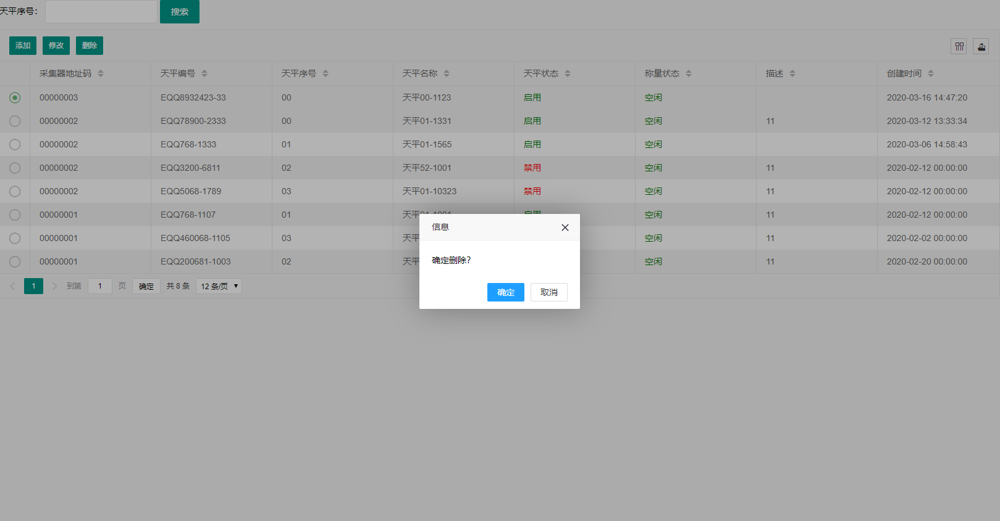 天平序号： 搜索
添加 修改 删除
采集器地址码 天平编号 天平序号 天平名称 天平状态 称量状态 描述 创建时间
00000003 EQQ8932423-33 00 天平00-1123 启用 空闲 2020-03-16 14:47:20
00000002 EQQ78900-2333 00 天平01-1331 启用 空闲 11 2020-03-12 13:33:34
00000002 EQQ768-1333 01 天平01-1565 启用 空闲 2020-03-06 14:58:43
00000002 EQQ3200-6811 02 天平52-1001 禁用 空闲 11 2020-02-12 00:00:00
00000002 EQQ5068-1789 03 天平01-10323 禁用 空闲 11 2020-02-12 00:00:00
00000001 EQQ768-1107 01 天平 空闲 11 2020-02-12 00:00:00
00000001 EQQ460068-1105 03 天平 空闲 11 2020-02-02 00:00:00
00000001 EQQ200681-1003 02 天平 空闲 11 2020-02-20 00:00:00
1 到第 1 页 确定 共 8 条 12 条/页
信息
确定删除？
确定 取消